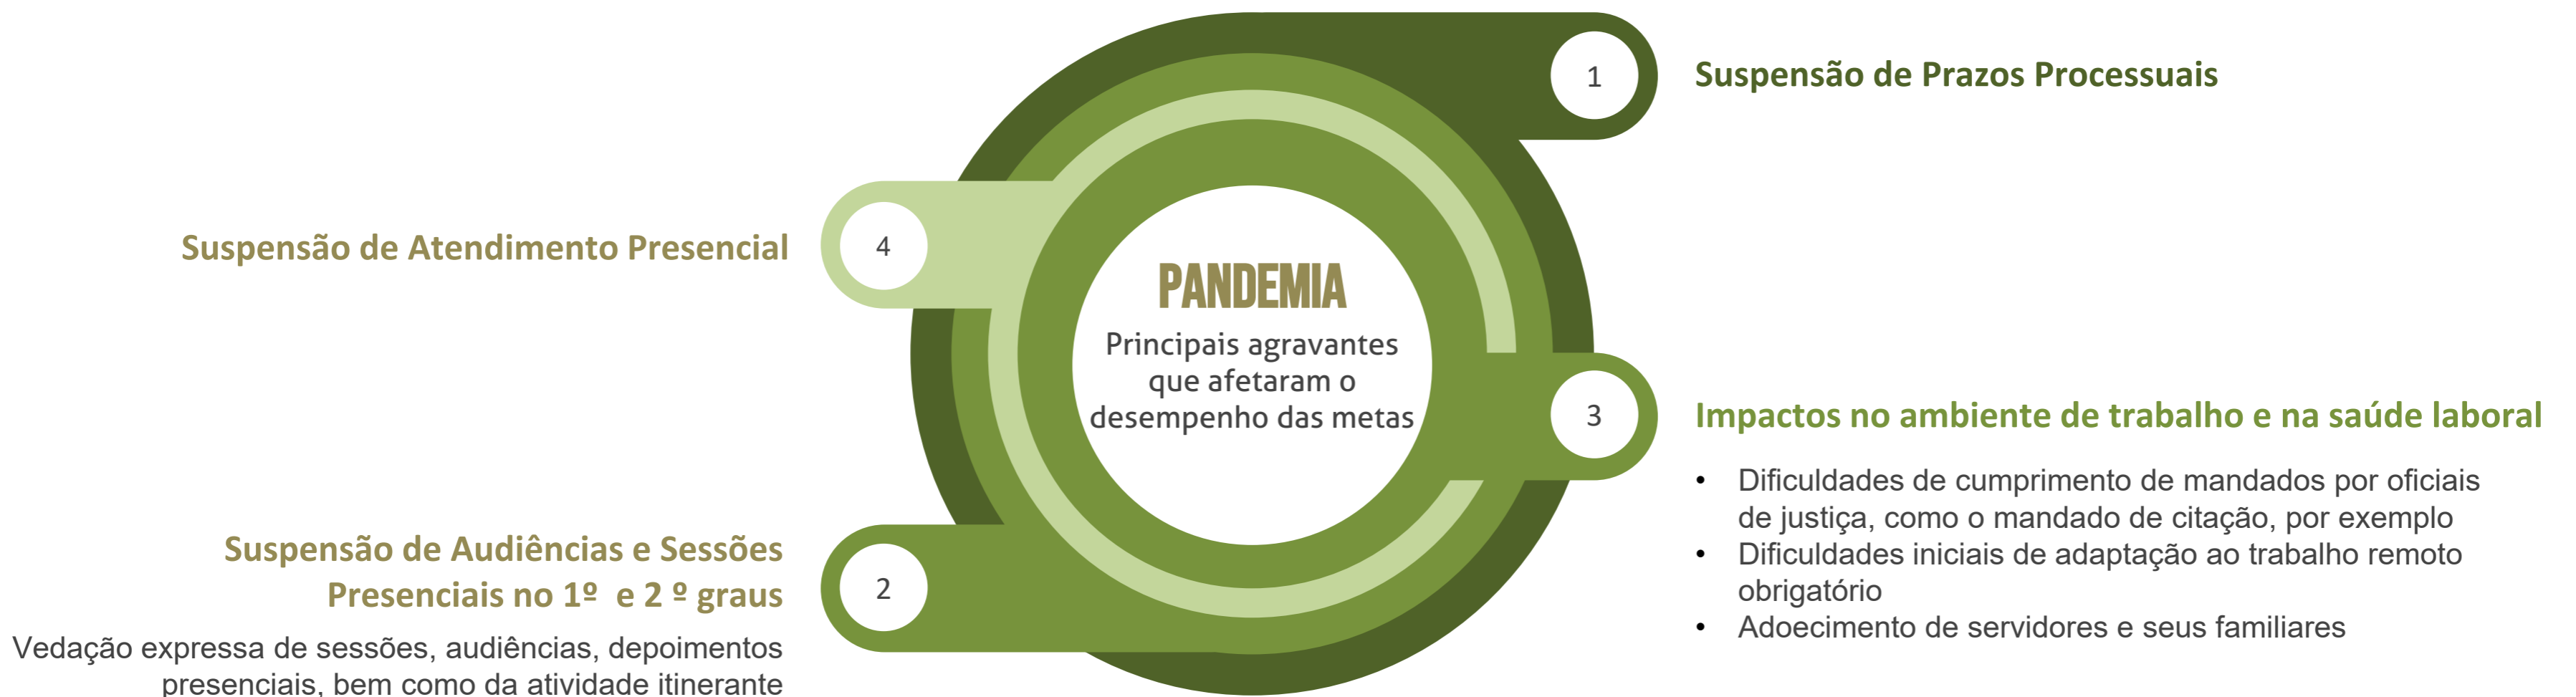 PANDEMIA
Principais agravantes
que afetaram o
desempenho das metas
1
Suspensão de Prazos Processuais
2
Suspensão de Audiências e Sessões
Presenciais no 1º e 2 º graus
Vedação expressa de sessões, audiências, depoimentos
presenciais, bem como da atividade itinerante
3
Impactos no ambiente de trabalho e na saúde laboral
• Dificuldades de cumprimento de mandados por oficiais
de justiça, como o mandado de citação, por exemplo
• Dificuldades iniciais de adaptação ao trabalho remoto
obrigatório
• Adoecimento de servidores e seus familiares
4
Suspensão de Atendimento Presencial